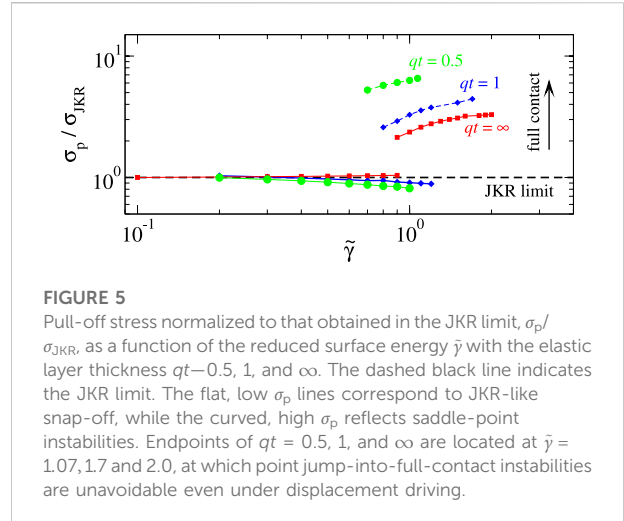 10¹
qt = 0.5
qt = 1
qt = ∞
full contact
σp / σJKR
10⁰
JKR limit
10⁻¹
10⁰
γ̃
FIGURE 5
Pull-off stress normalized to that obtained in the JKR limit, σp/
σJKR, as a function of the reduced surface energy γ̃ with the elastic
layer thickness qt—0.5, 1, and ∞. The dashed black line indicates
the JKR limit. The flat, low σp lines correspond to JKR-like
snap-off, while the curved, high σp reflects saddle-point
instabilities. Endpoints of qt = 0.5, 1, and ∞ are located at γ̃ =
1.07, 1.7 and 2.0, at which point jump-into-full-contact instabilities
are unavoidable even under displacement driving.